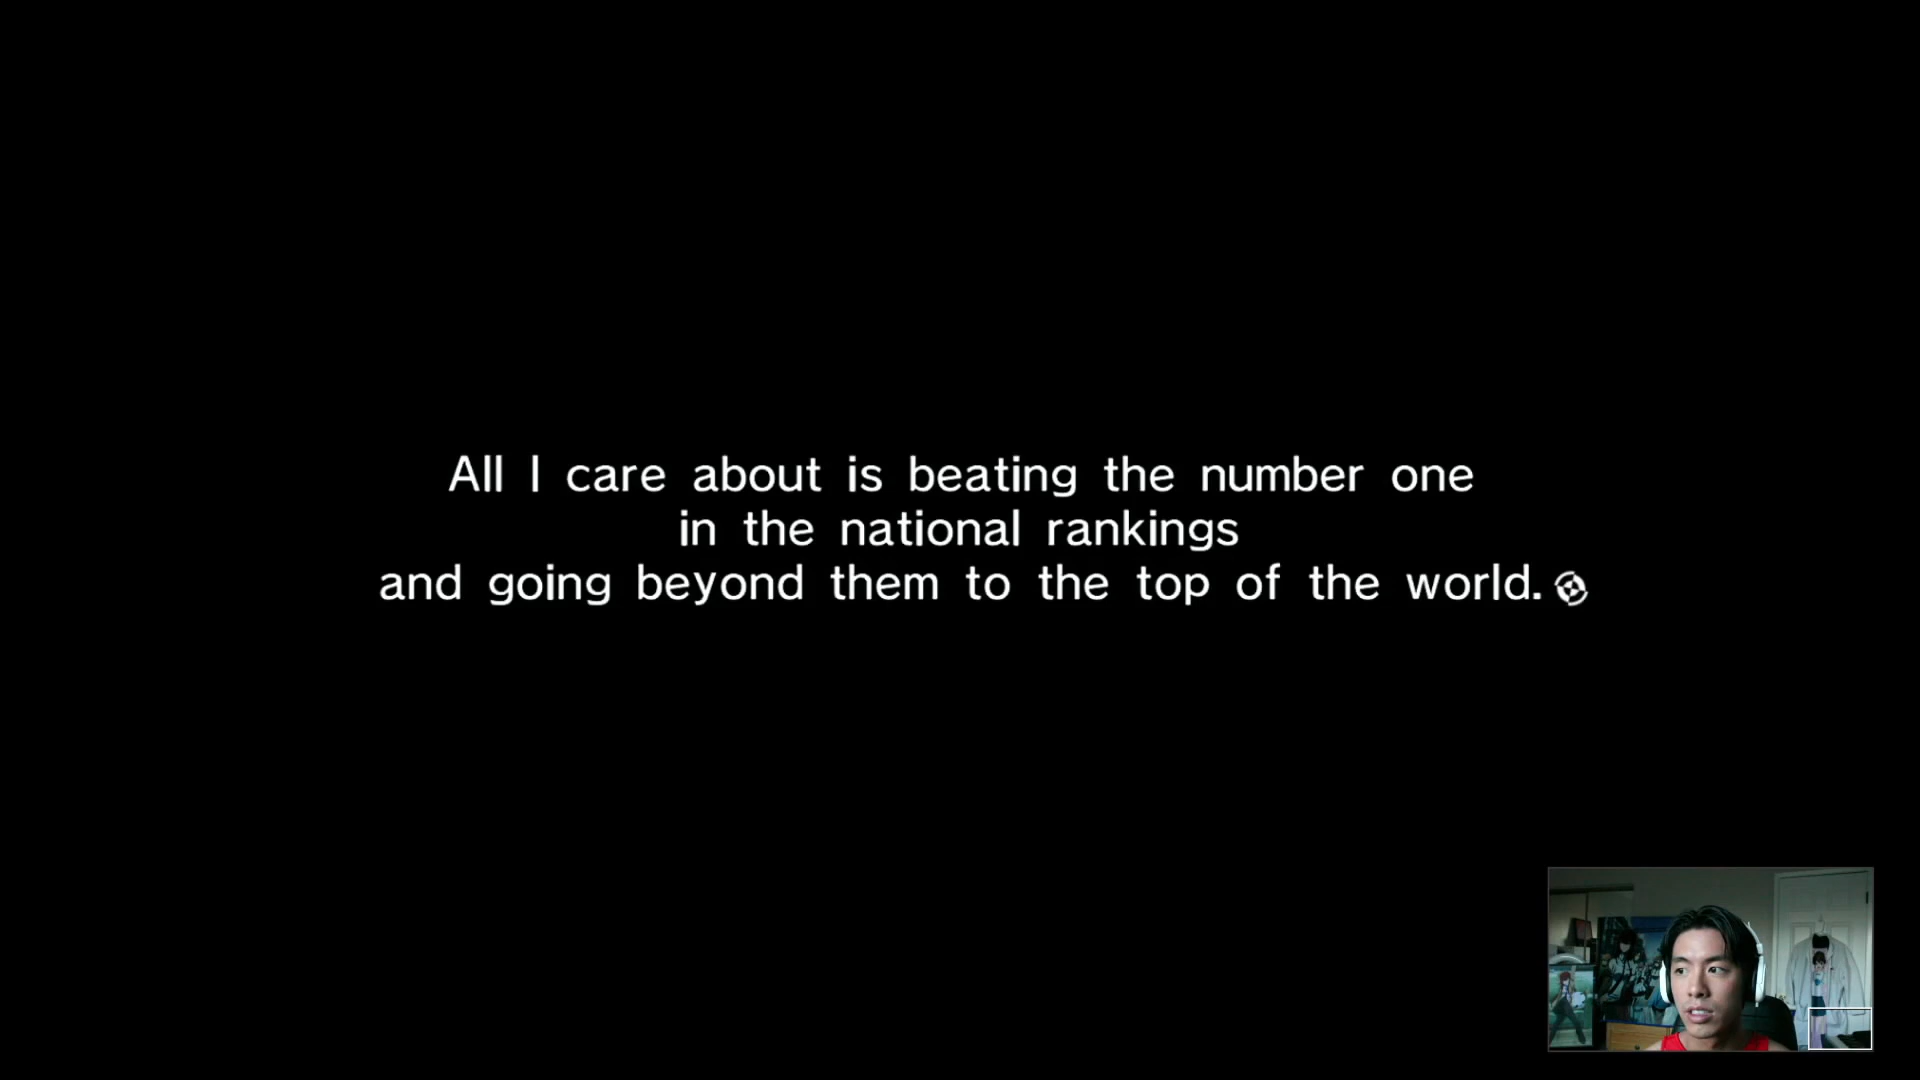 All I care about is beating the number one
in the national rankings
and going beyond them to the top of the world.